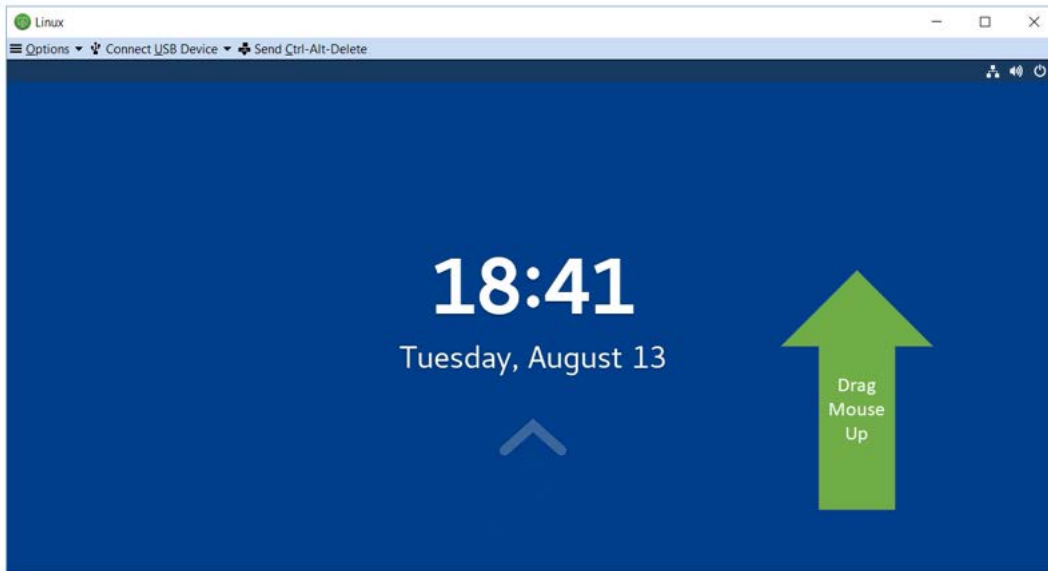 Linux
Options Connect USB Device Send Ctrl-Alt-Delete
18:41
Tuesday, August 13
Drag
Mouse
Up